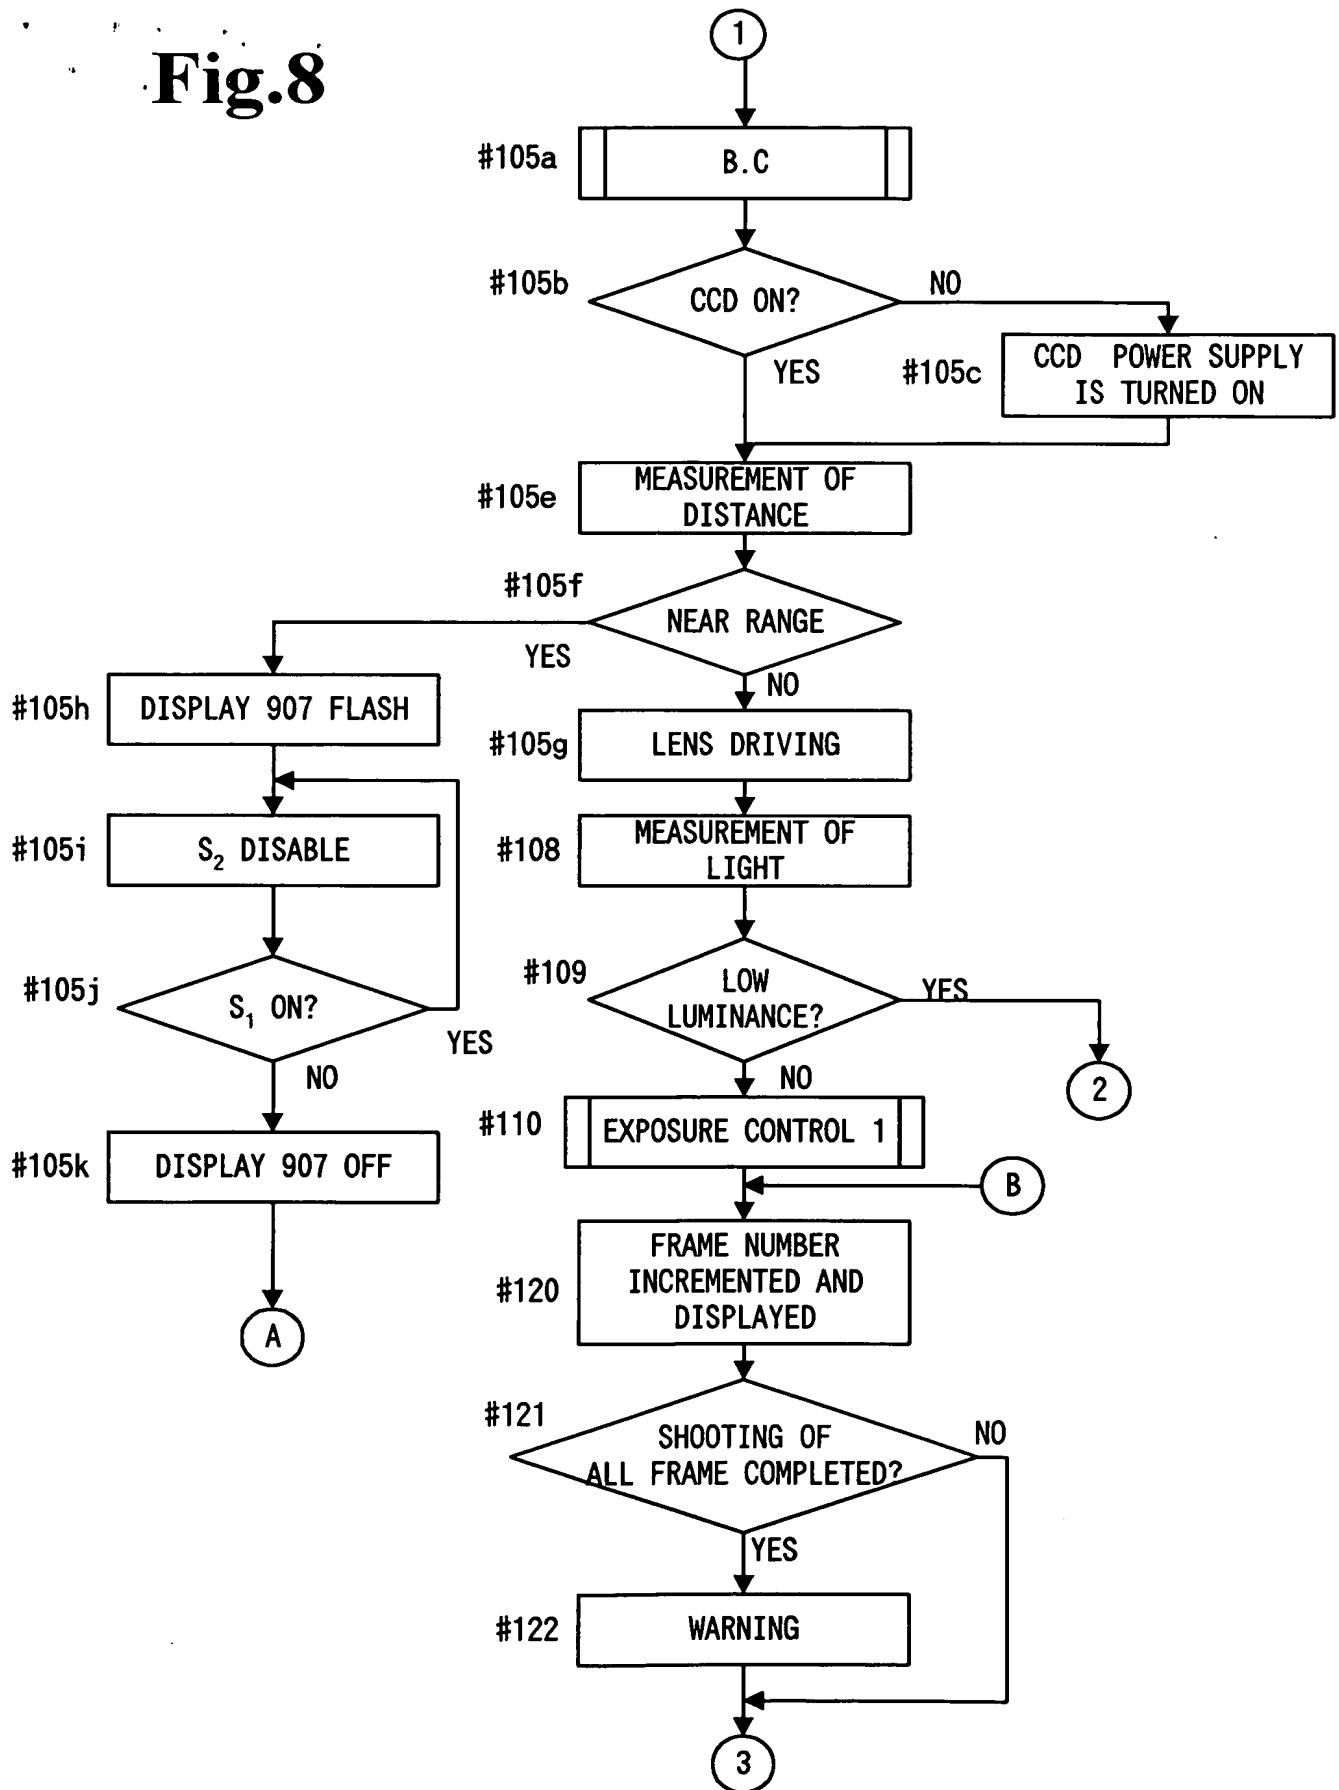 Fig.8
1
#105a
B.C
#105b
CCD ON?
NO
YES
#105c
CCD POWER SUPPLY
IS TURNED ON
#105e
MEASUREMENT OF
DISTANCE
#105f
NEAR RANGE
YES
NO
#105h
DISPLAY 907 FLASH
#105g
LENS DRIVING
#105i
S2 DISABLE
#108
MEASUREMENT OF
LIGHT
#105j
S1 ON?
YES
NO
#109
LOW
LUMINANCE?
YES
NO
2
#110
EXPOSURE CONTROL 1
#105k
DISPLAY 907 OFF
B
A
#120
FRAME NUMBER
INCREMENTED AND
DISPLAYED
#121
SHOOTING OF
ALL FRAME COMPLETED?
NO
YES
#122
WARNING
3